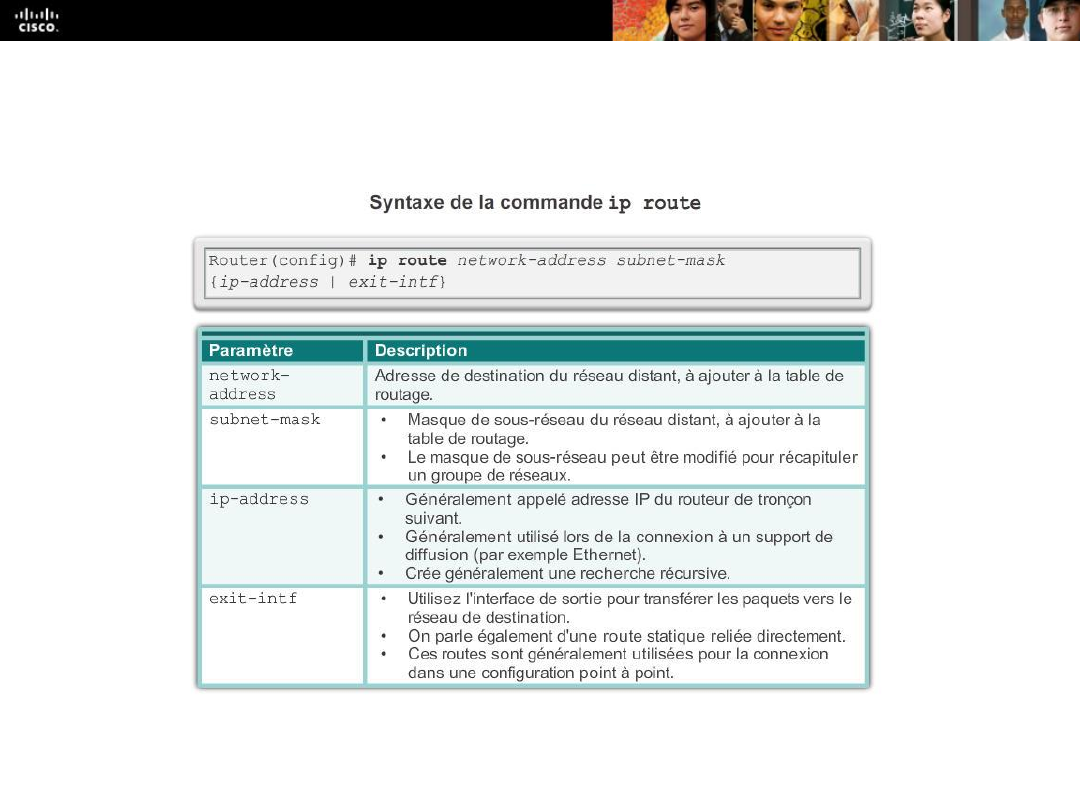 CISCO.
Syntaxe de la commande ip route
Router(config)# ip route network-address subnet-mask
{ip-address | exit-intf}
Paramètre Description
network-
address
Adresse de destination du réseau distant, à ajouter à la table de
routage.
subnet-mask
• Masque de sous-réseau du réseau distant, à ajouter à la
table de routage.
• Le masque de sous-réseau peut être modifié pour récapituler
un groupe de réseaux.
ip-address
• Généralement appelé adresse IP du routeur de tronçon
suivant.
• Généralement utilisé lors de la connexion à un support de
diffusion (par exemple Ethernet).
• Crée généralement une recherche récursive.
exit-intf
• Utilisez l'interface de sortie pour transférer les paquets vers le
réseau de destination.
• On parle également d'une route statique reliée directement.
• Ces routes sont généralement utilisées pour la connexion
dans une configuration point à point.